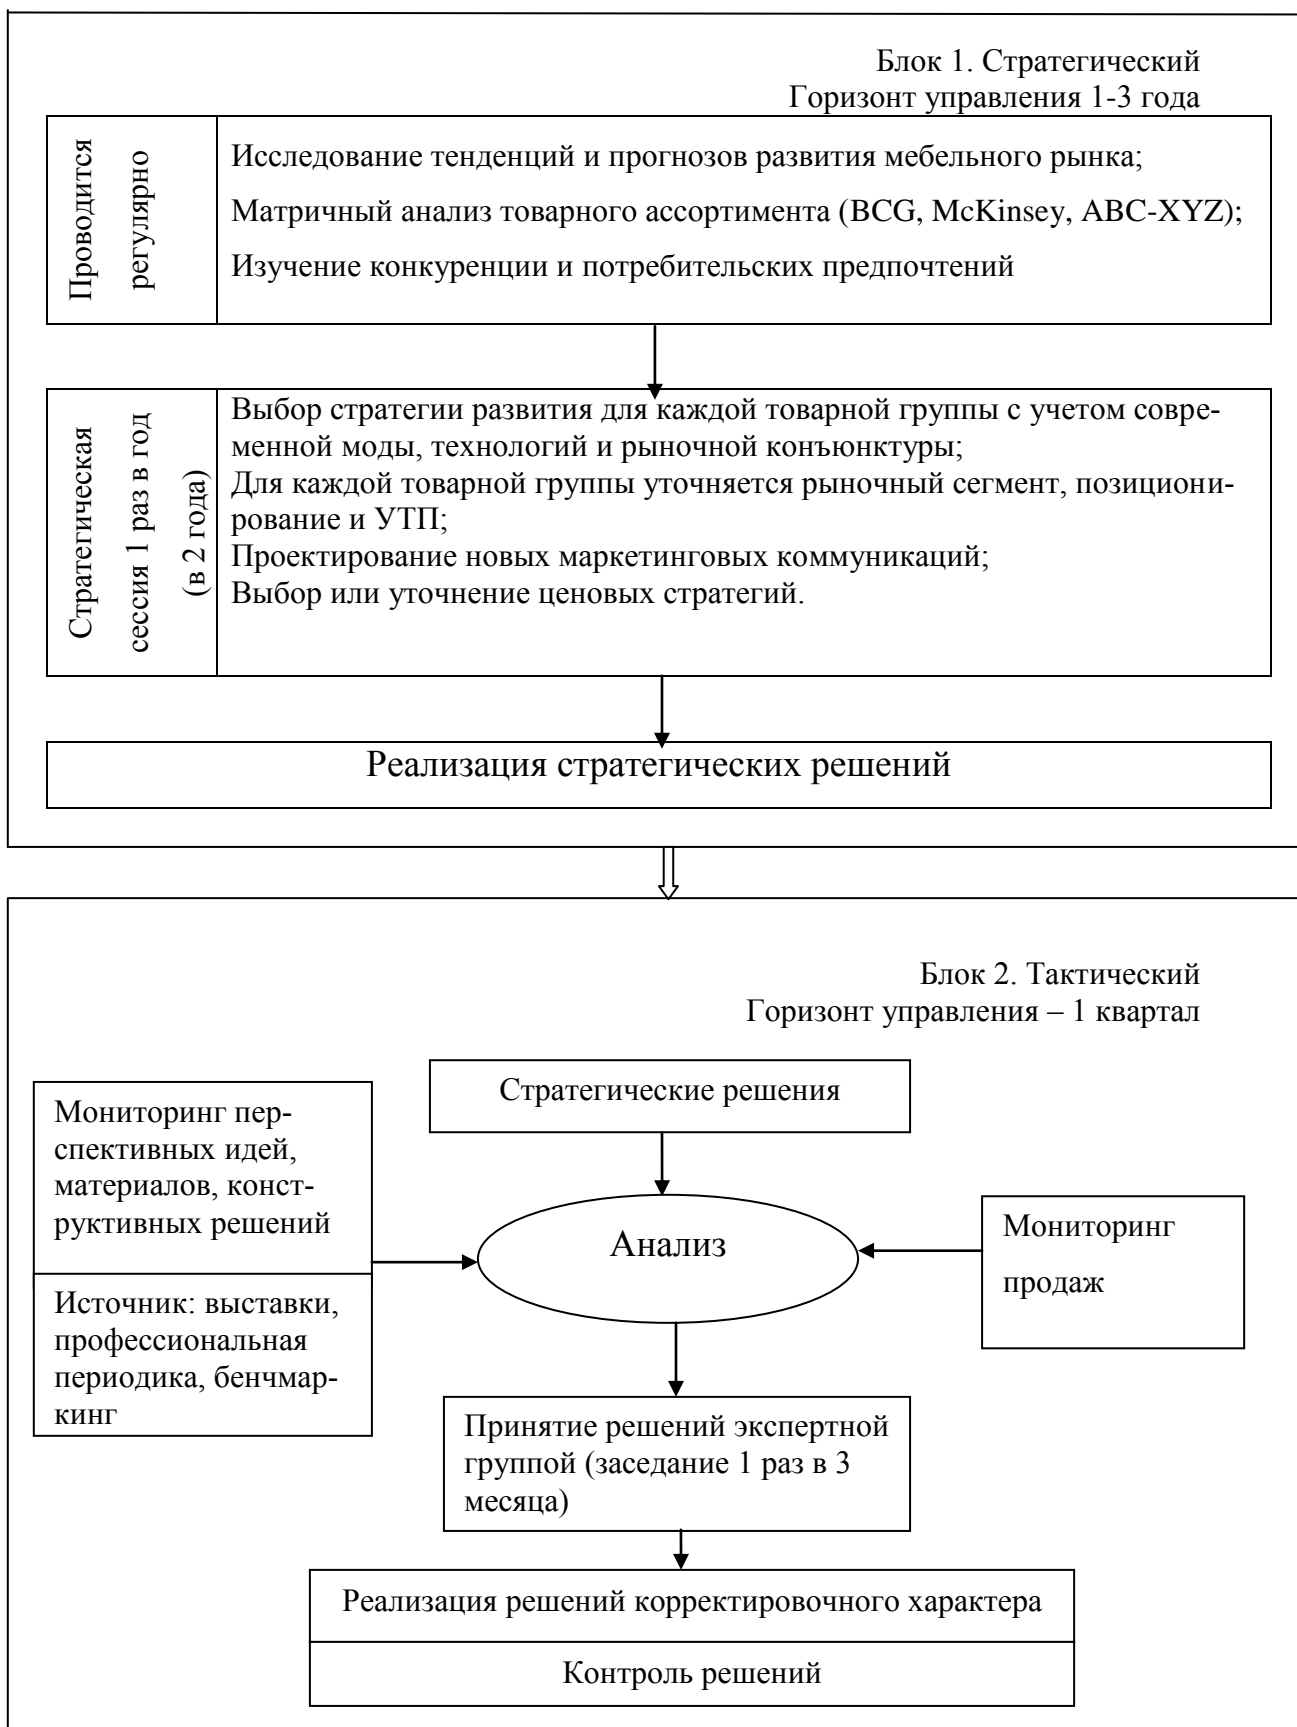 Блок 1. Стратегический
Горизонт управления 1-3 года
Проводится
регулярно
Исследование тенденций и прогнозов развития мебельного рынка;
Матричный анализ товарного ассортимента (BCG, McKinsey, ABC-XYZ);
Изучение конкуренции и потребительских предпочтений
Стратегическая
сессия 1 раз в год
(в 2 года)
Выбор стратегии развития для каждой товарной группы с учетом совре-
менной моды, технологий и рыночной конъюнктуры;
Для каждой товарной группы уточняется рыночный сегмент, позициони-
рование и УТП;
Проектирование новых маркетинговых коммуникаций;
Выбор или уточнение ценовых стратегий.
Реализация стратегических решений
Блок 2. Тактический
Горизонт управления – 1 квартал
Стратегические решения
Мониторинг пер-
спективных идей,
материалов, конст-
руктивных решений
Источник: выставки,
профессиональная
периодика, бенчмар-
кинг
Анализ
Мониторинг
продаж
Принятие решений экспертной
группой (заседание 1 раз в 3
месяца)
Реализация решений корректировочного характера
Контроль решений